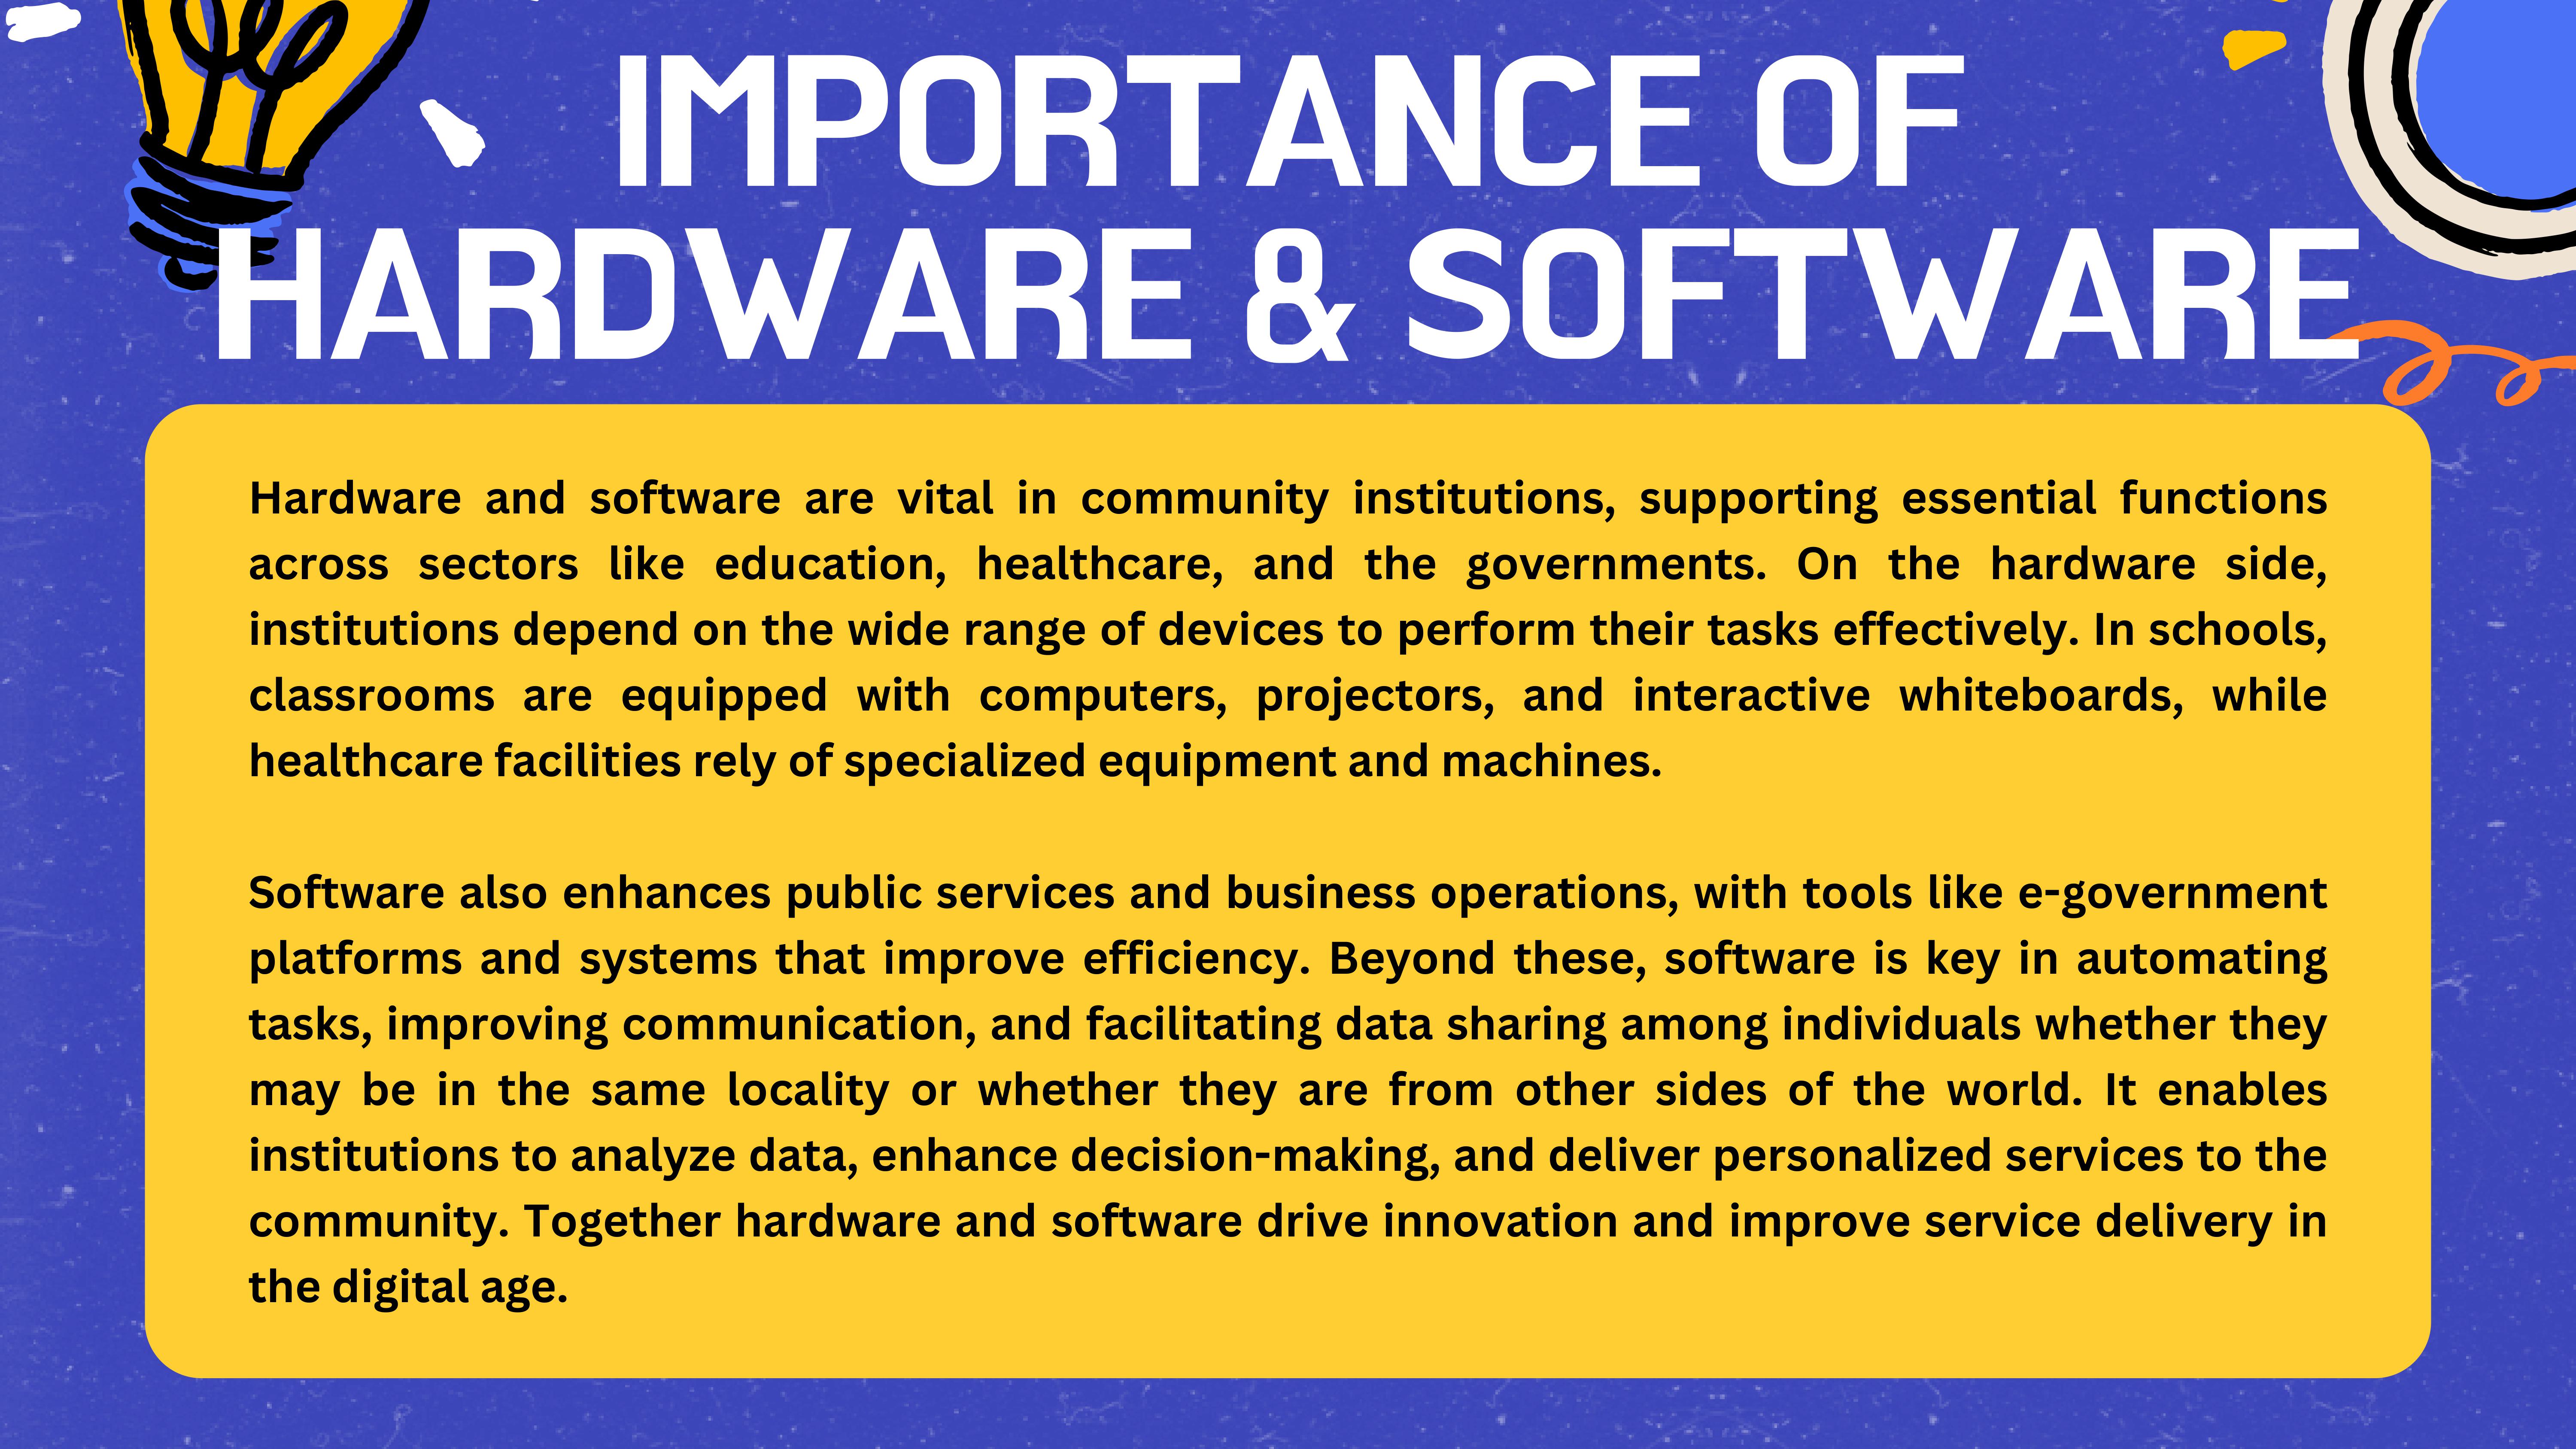 IMPORTANCE OF
HARDWARE & SOFTWARE
Hardware and software are vital in community institutions, supporting essential functions
across sectors like education, healthcare, and the governments. On the hardware side,
institutions depend on the wide range of devices to perform their tasks effectively. In schools,
classrooms are equipped with computers, projectors, and interactive whiteboards, while
healthcare facilities rely of specialized equipment and machines.
Software also enhances public services and business operations, with tools like e-government
platforms and systems that improve efficiency. Beyond these, software is key in automating
tasks, improving communication, and facilitating data sharing among individuals whether they
may be in the same locality or whether they are from other sides of the world. It enables
institutions to analyze data, enhance decision-making, and deliver personalized services to the
community. Together hardware and software drive innovation and improve service delivery in
the digital age.